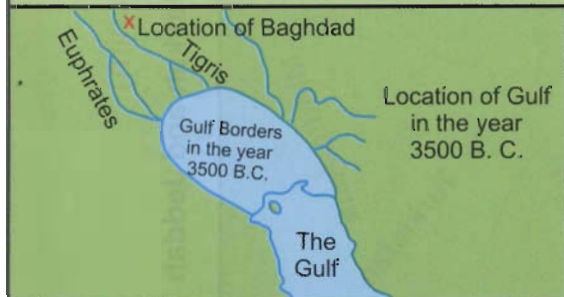 x Location of Baghdad
Euphrates
Tigris
Gulf Borders
in the year
3500 B.C.
Location of Gulf
in the year
3500 B. C.
The
Gulf